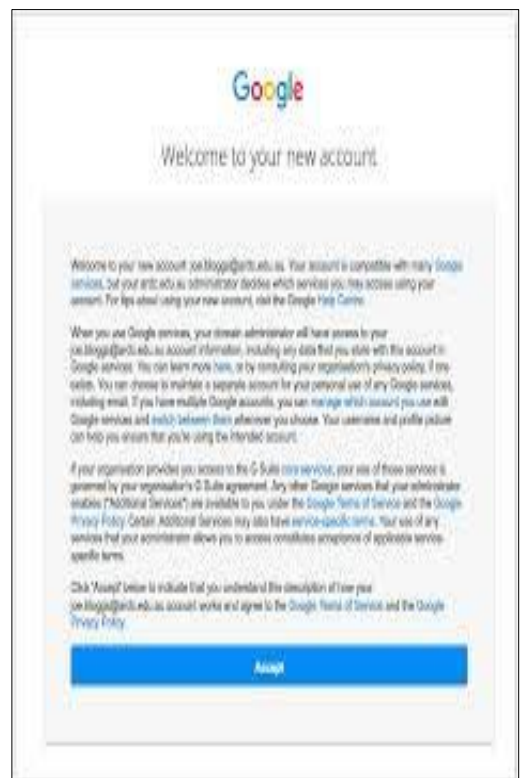 Google
Welcome to your new account
Welcome to your new account: joe.bloggs@ardc.edu.au. Your account is compatible with many Google
services, but your ardc.edu.au administrator decides which services you may access using your
account. For tips about using your new account, visit the Google Help Centre.
When you use Google services, your domain administrator will have access to your
joe.bloggs@ardc.edu.au account information, including any data that you store with this account in
Google services. You can learn more here, or by consulting your organisation's privacy policy, if one
exists. You can choose to maintain a separate account for your personal use of any Google services,
including email. If you have multiple Google accounts, you can manage which account you use with
Google services and switch between them whenever you choose. Your username and profile picture
can help you ensure that you're using the intended account.
If your organisation provides you access to the G Suite core services, your use of those services is
governed by your organisation's G Suite agreement. Any other Google services that your administrator
enables ("Additional Services") are available to you under the Google Terms of Service and the Google
Privacy Policy. Certain Additional Services may also have service-specific terms. Your use of any
services that your administrator allows you to access constitutes acceptance of applicable service-
specific terms.
Click "Accept" below to indicate that you understand the description of how your
account works and agree to the Google Terms of Service and the Google
Privacy Policy.
Accept